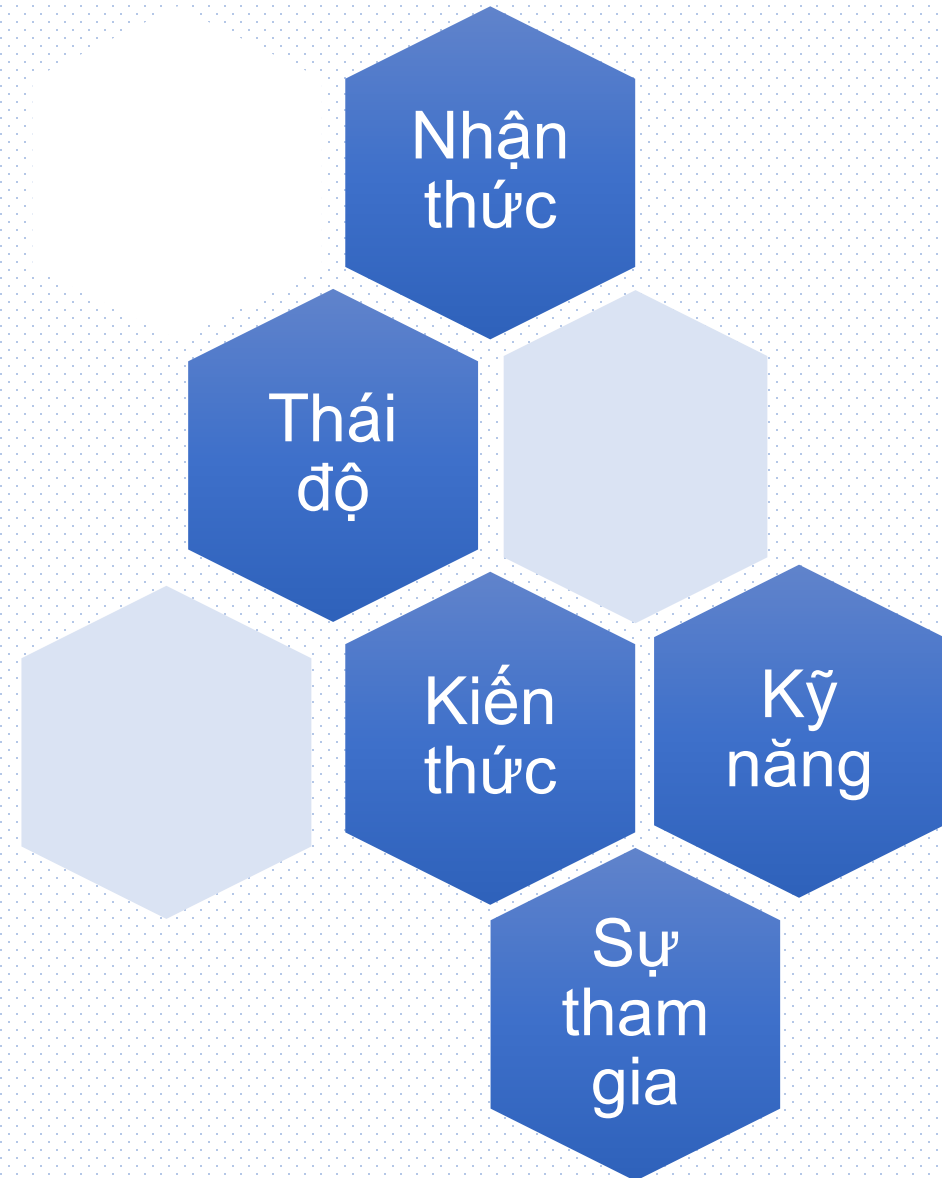 Nhận
thức
Thái
độ
Kiến
thức
Kỹ
năng
Sự
tham
gia